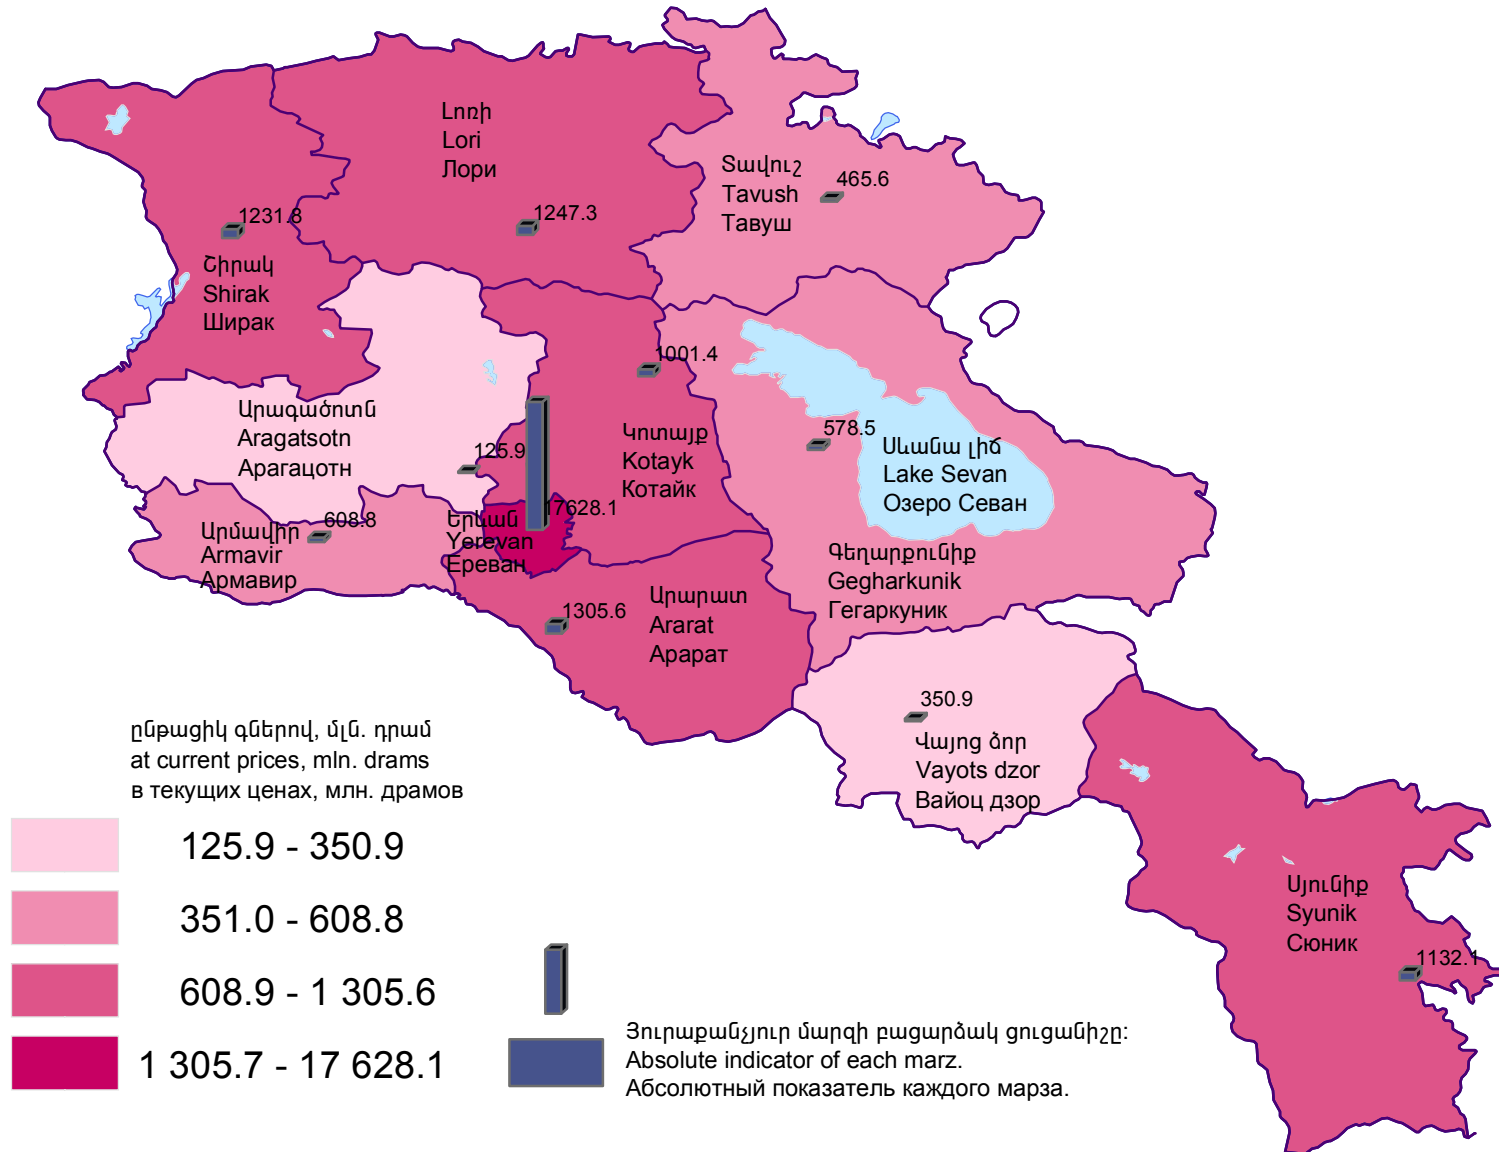 Լոռի
Lori
Лори
1247.3
Տավուշ
Tavush
Тавуш
465.6
1231.8
Շիրակ
Shirak
Ширак
1001.4
Արագածոտն
Aragatsotn
Арагацотн
125.9
Կոտայք
Kotayk
Котайк
578.5
Սևանա լիճ
Lake Sevan
Озеро Севан
Գեղարքունիք
Gegharkunik
Гегаркуник
608.8
Արմավիր
Armavir
Армавир
17628.1
Երևան
Yerevan
Ереван
1305.6
Արարատ
Ararat
Арарат
350.9
Վայոց ձոր
Vayots dzor
Вайоц дзор
Սյունիք
Syunik
Сюник
1132.1
ընթացիկ գներով, մլն. դրամ
at current prices, mln. drams
в текущих ценах, млн. драмов
125.9 - 350.9
351.0 - 608.8
608.9 - 1 305.6
1 305.7 - 17 628.1
Յուրաքանչյուր մարզի բացարձակ ցուցանիշը:
Absolute indicator of each marz.
Абсолютный показатель каждого марза.